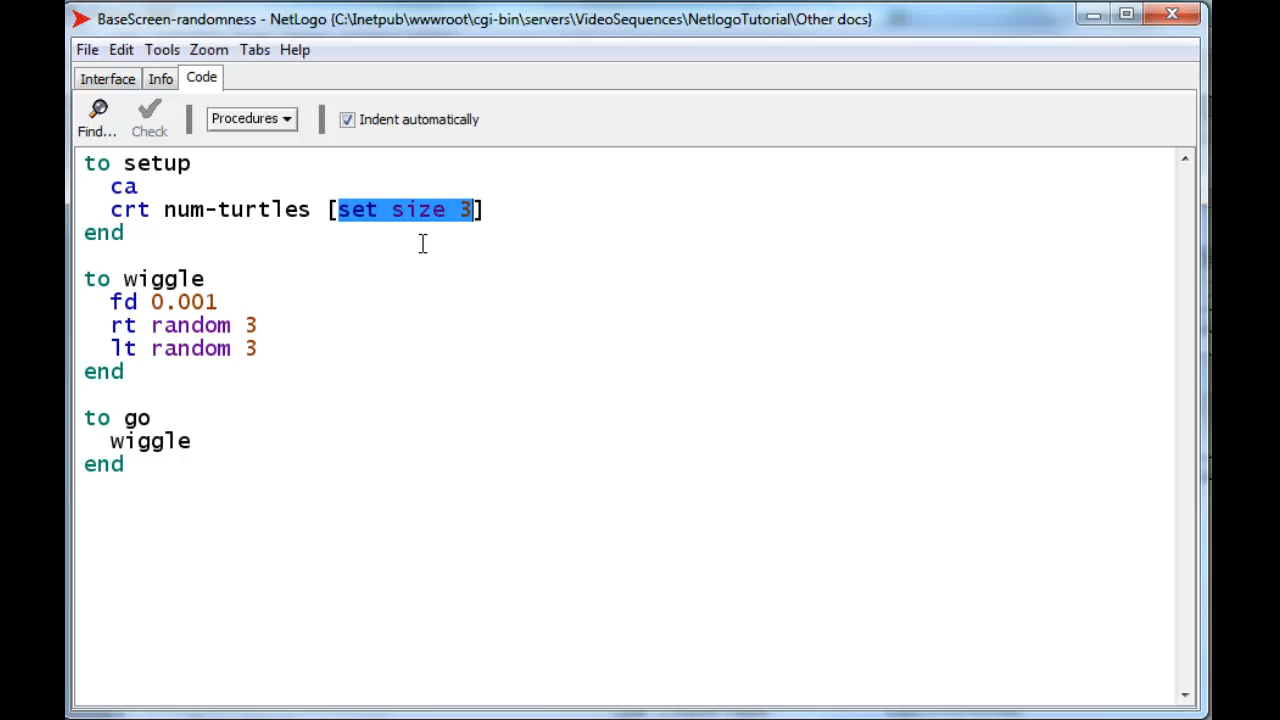 BaseScreen-randomness - NetLogo {C:\Inetpub\wwwroot\cgi-bin\servers\VideoSequences\NetlogoTutorial\Other docs}
File Edit Tools Zoom Tabs Help
Interface Info Code
Find... Check Procedures Indent automatically
to setup
ca
crt num-turtles [set size 3]
end
to wiggle
fd 0.001
rt random 3
lt random 3
end
to go
wiggle
end